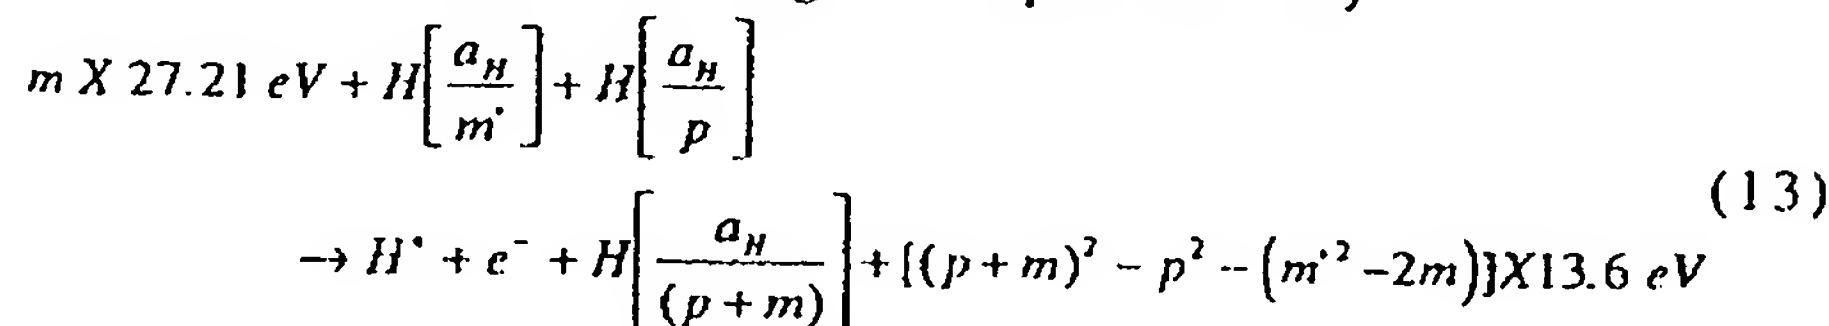 m X 27.21 eV + H[a_H/m'] + H[a_H/p]
→ H⁺ + e⁻ + H[a_H/(p + m)] + [(p + m)² - p² - (m'² - 2m)]X13.6 eV
(13)